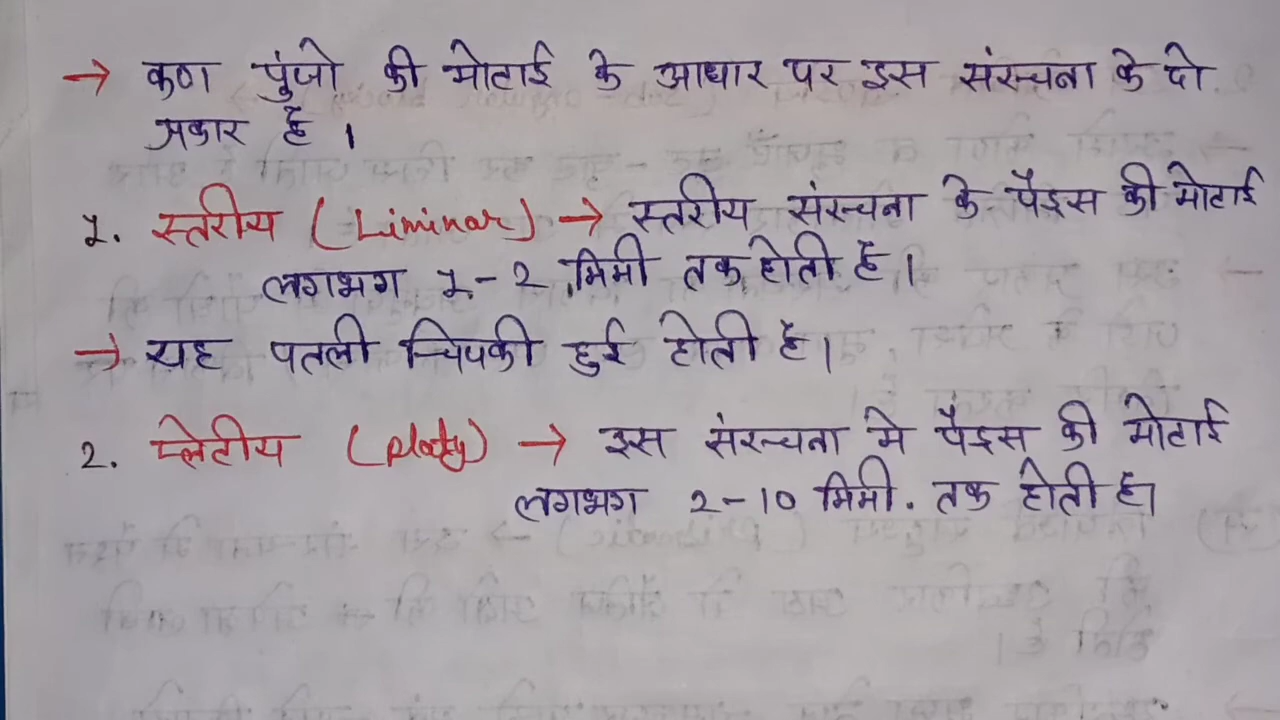 → कण पुंजो की मोटाई के आधार पर इस संरचना के दो
प्रकार है ।
1. स्तरीय (Liminar) → स्तरीय संरचना के पैड्स की मोटाई
लगभग 1-2 मिमी तक होती है।
→ यह पतली चिपकी हुई होती है।
2. प्लेटीय (platy) → इस संरचना मे पैड्स की मोटाई
लगभग 2-10 मिमी. तक होती है।